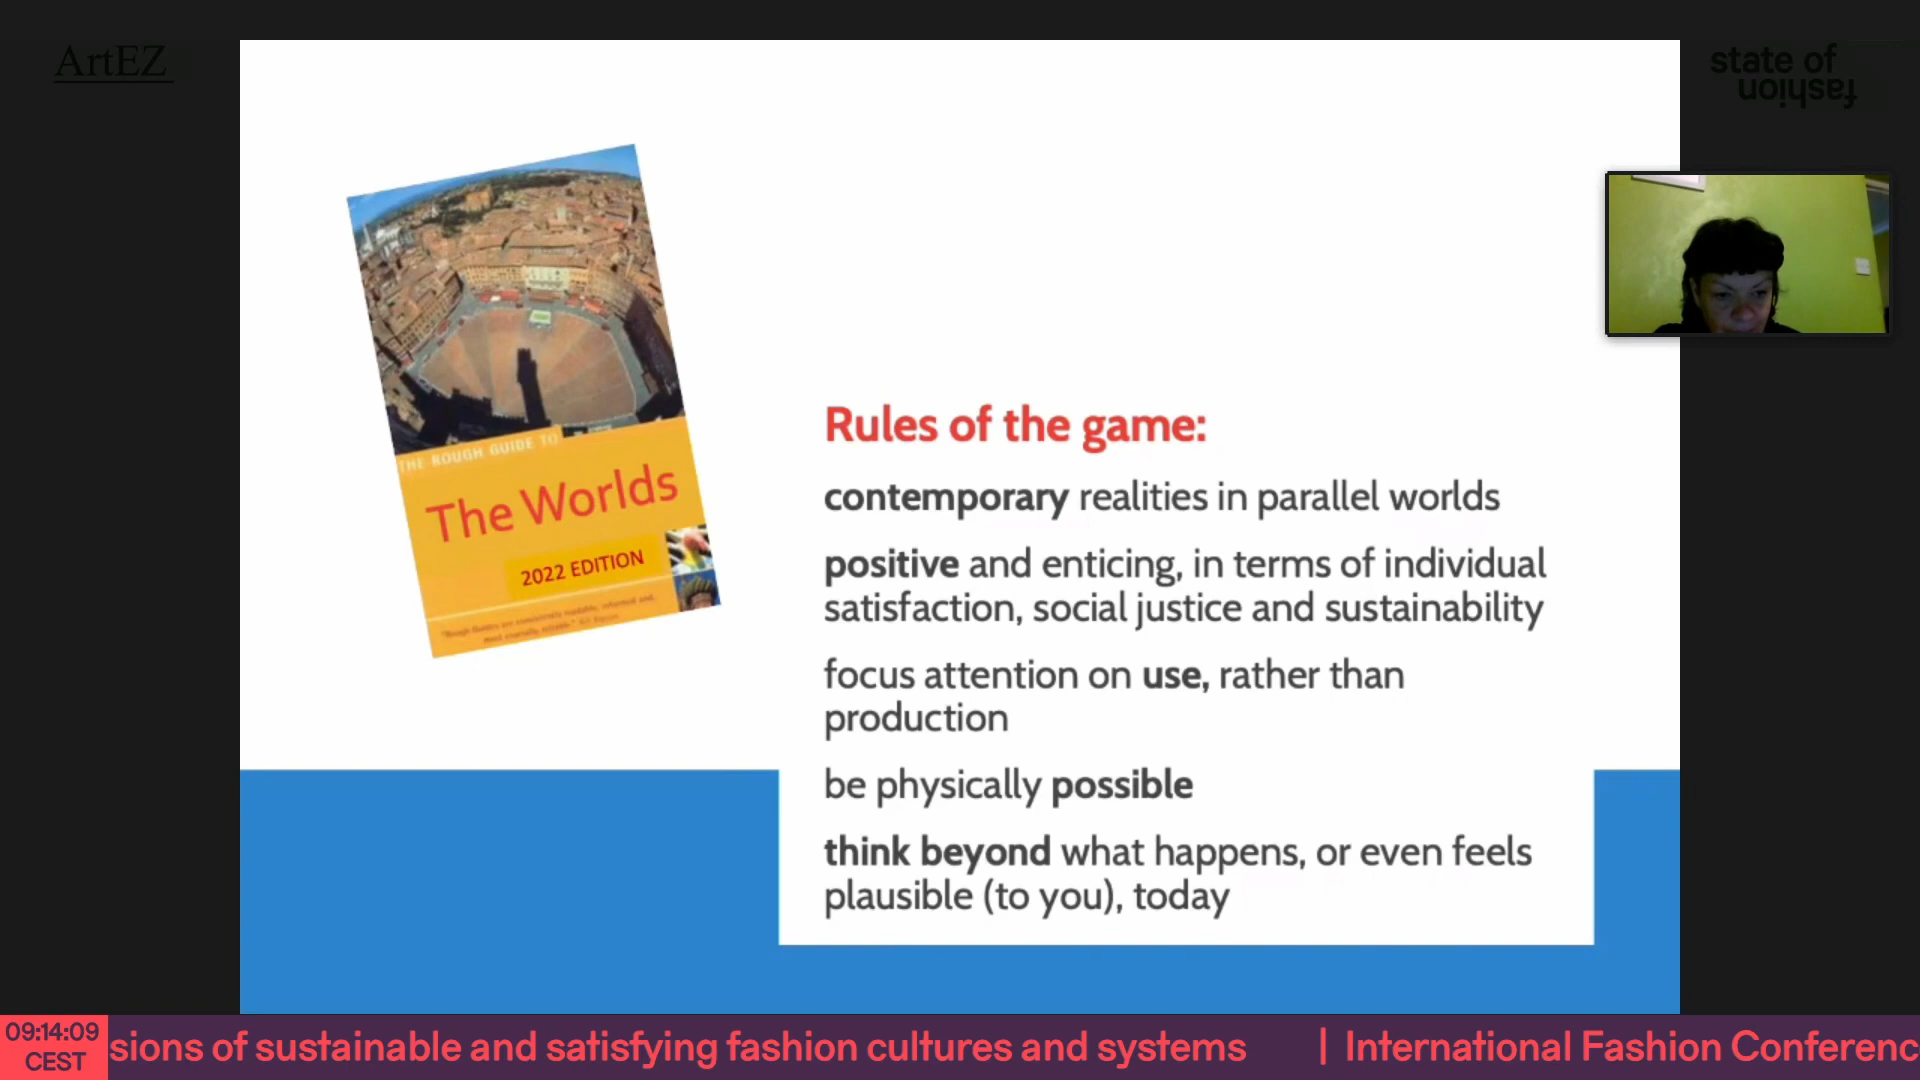 ArtEZ
state of
fashion
THE ROUGH GUIDE TO
The Worlds
2022 EDITION
Rules of the game:
contemporary realities in parallel worlds
positive and enticing, in terms of individual
satisfaction, social justice and sustainability
focus attention on use, rather than
production
be physically possible
think beyond what happens, or even feels
plausible (to you), today
09:14:09
CEST
sions of sustainable and satisfying fashion cultures and systems | International Fashion Conferenc